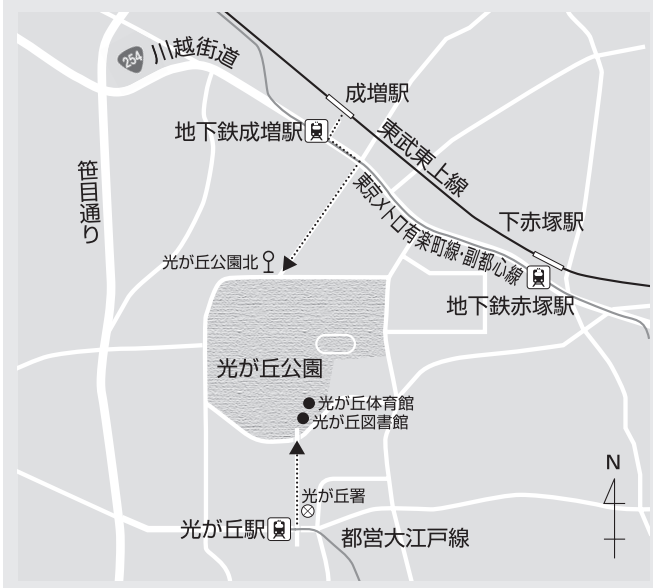 254
川越街道
成増駅
地下鉄成増駅
東武東上線
笹目通り
東京メトロ有楽町線・副都心線
下赤塚駅
光が丘公園北
地下鉄赤塚駅
光が丘公園
光が丘体育館
光が丘図書館
N
光が丘署
光が丘駅
都営大江戸線